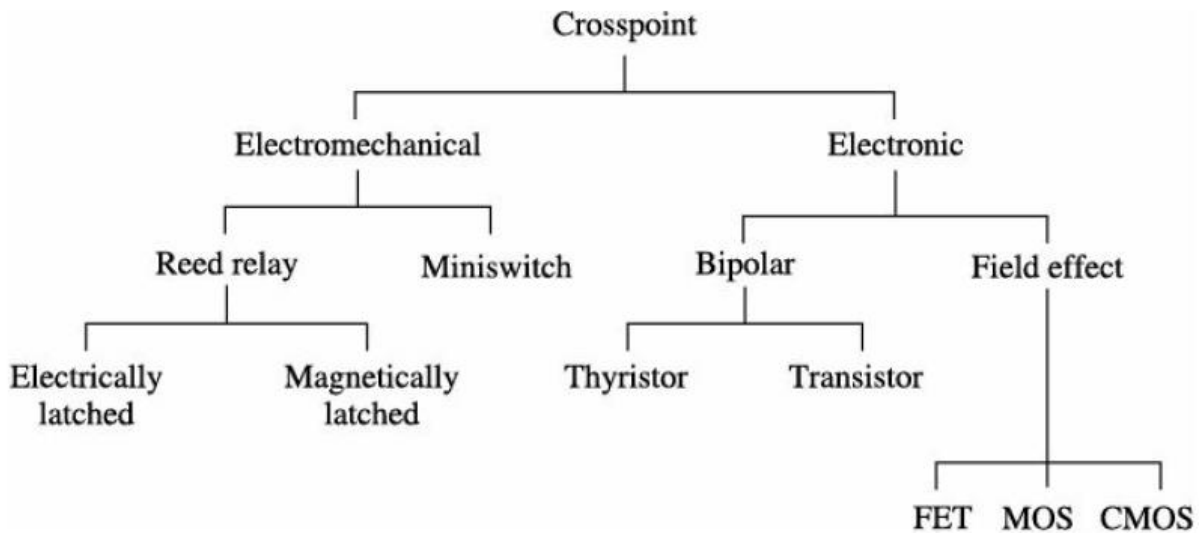 Crosspoint
Electromechanical
Electronic
Reed relay
Miniswitch
Bipolar
Field effect
Electrically
latched
Magnetically
latched
Thyristor
Transistor
FET
MOS
CMOS